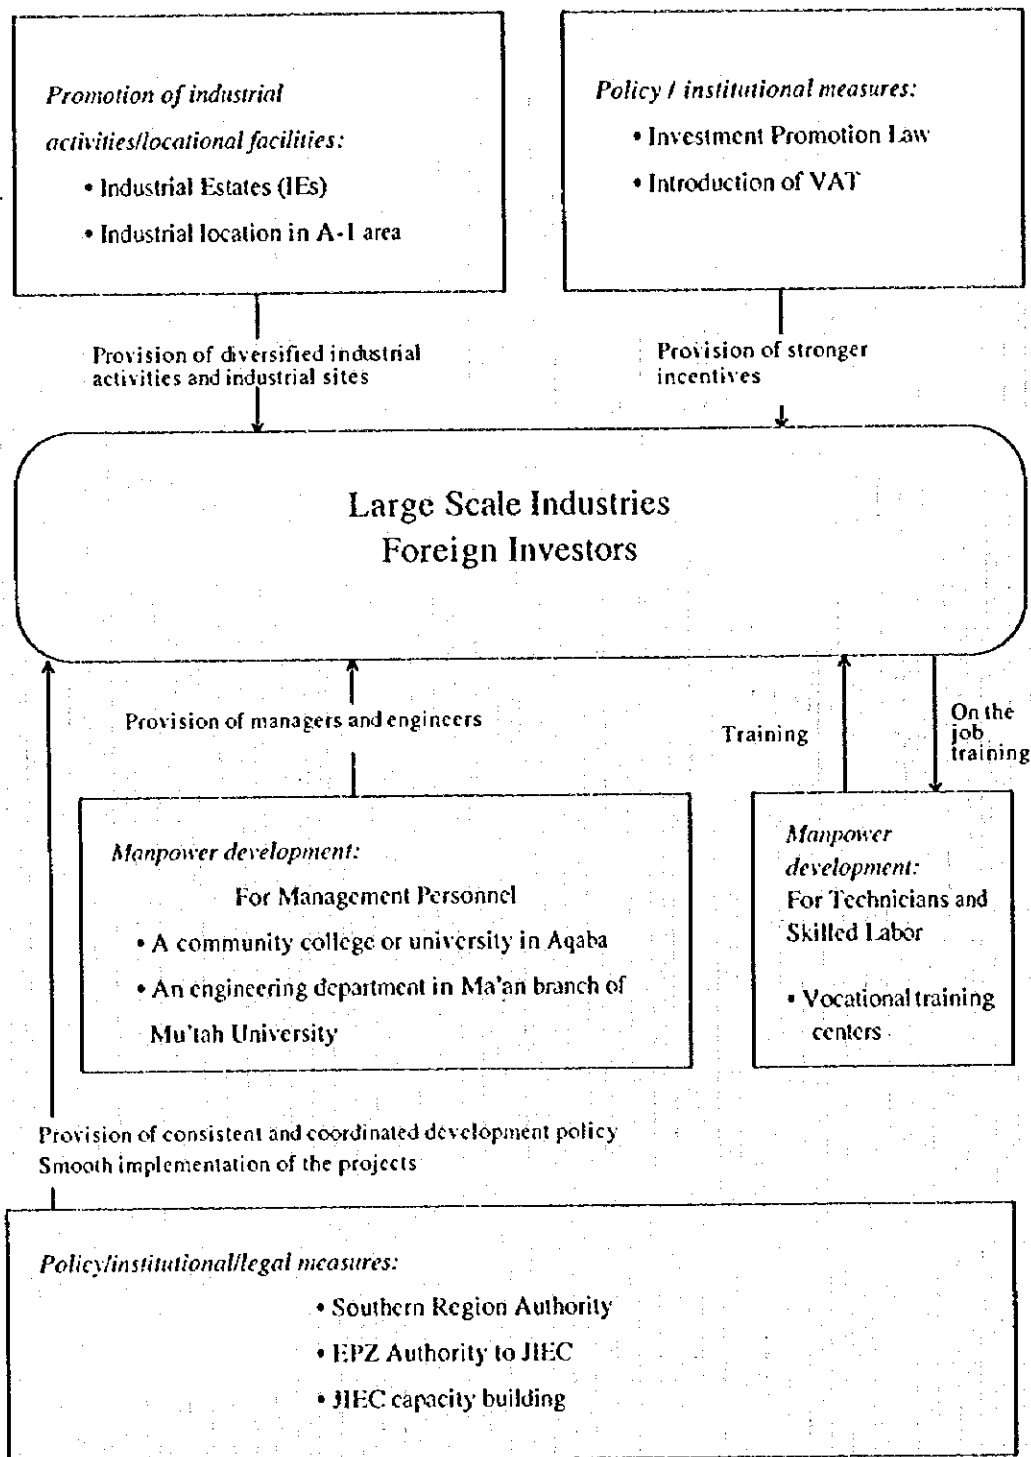 Promotion of industrial
activities/locational facilities:
• Industrial Estates (IEs)
• Industrial location in A-1 area
Policy / institutional measures:
• Investment Promotion Law
• Introduction of VAT
Provision of diversified industrial
activities and industrial sites
Provision of stronger
incentives
Large Scale Industries
Foreign Investors
Provision of managers and engineers
Training
On the
job
training
Manpower development:
For Management Personnel
• A community college or university in Aqaba
• An engineering department in Ma'an branch of
Mu'tah University
Manpower
development:
For Technicians and
Skilled Labor
• Vocational training
centers
Provision of consistent and coordinated development policy
Smooth implementation of the projects
Policy/institutional/legal measures:
• Southern Region Authority
• EPZ Authority to JIEC
• JIEC capacity building